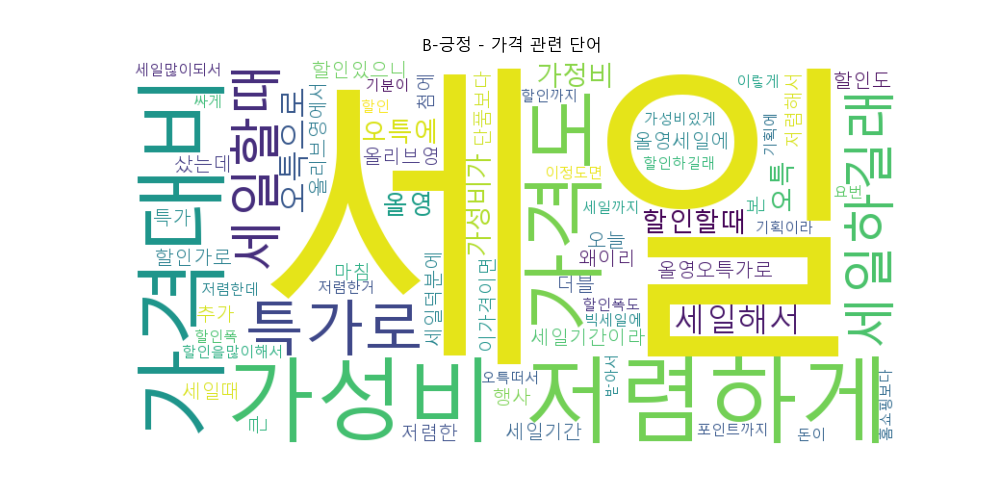 B-긍정 - 가격 관련 단어
세일많이되서
싸게
샀는데
특가
할인가로
저렴한데
추가
할인폭
할인을많이해서
세일때
가격대비
세일할때
할인있으니
기분이
오특으로
올리브영에서
할인
첨에
오특에
올리브영
올영
단품보다
가성비가
세일
가정비
할인까지
가격도
이정도면
가성비있게
올영세일에
할인하길래
이렇게
기획에
저렴해서
할인도
세일하길래
요번
오특
본
세일까지
할인할때
기획이라
오늘
왜이리
올영오특가로
더블
할인폭도
빅세일에
세일해서
세일기간이라
마침
저렴한거
세일덕분에
이가격이면
특가로
가성비
저렴하게
큰
저렴한
오특떠서
행사
세일기간
받아서
포인트까지
돈이
홈쇼핑보다